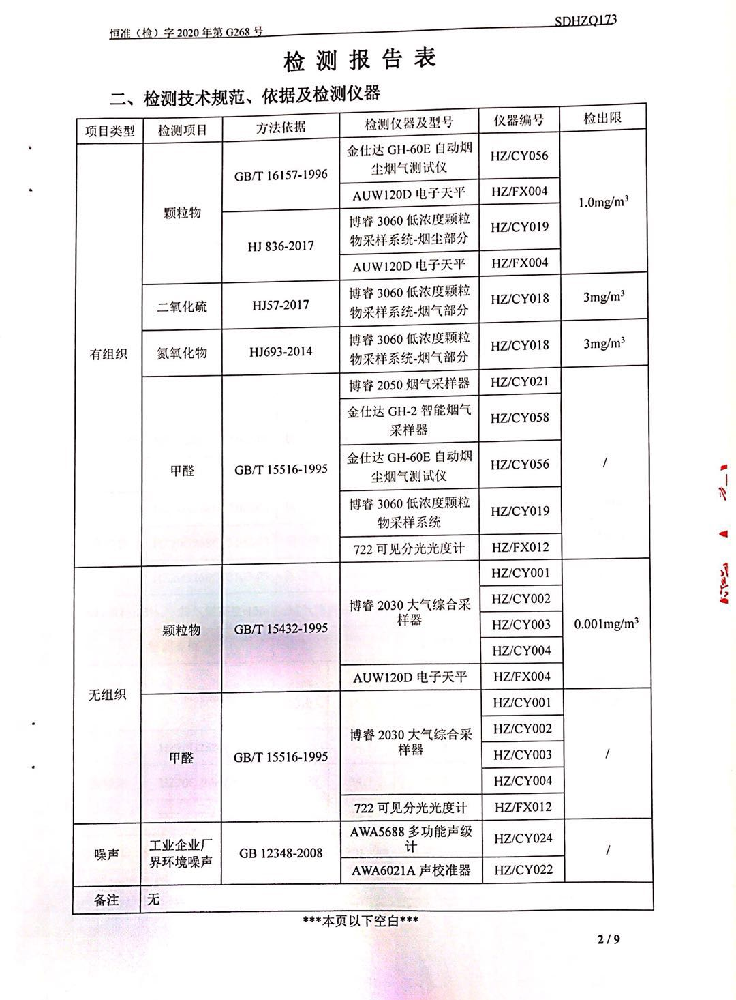 恒准（检）字 2020 年第 G268 号
SDHZQ173
检 测 报 告 表
二、检测技术规范、依据及检测仪器
项目类型 检测项目 方法依据 检测仪器及型号 仪器编号 检出限
有组织
颗粒物
GB/T 16157-1996
金仕达 GH-60E 自动烟
尘烟气测试仪
HZ/CY056
AUW120D 电子天平 HZ/FX004
HJ 836-2017
博睿 3060 低浓度颗粒
物采样系统-烟尘部分
HZ/CY019
AUW120D 电子天平 HZ/FX004
1.0mg/m³
二氧化硫 HJ57-2017
博睿 3060 低浓度颗粒
物采样系统-烟气部分
HZ/CY018 3mg/m³
氮氧化物 HJ693-2014
博睿 3060 低浓度颗粒
物采样系统-烟气部分
HZ/CY018 3mg/m³
甲醛 GB/T 15516-1995
博睿 2050 烟气采样器 HZ/CY021
金仕达 GH-2 智能烟气
采样器
HZ/CY058
金仕达 GH-60E 自动烟
尘烟气测试仪
HZ/CY056
博睿 3060 低浓度颗粒
物采样系统
HZ/CY019
722 可见分光光度计 HZ/FX012
/
无组织
颗粒物 GB/T 15432-1995
博睿 2030 大气综合采
样器
HZ/CY001
HZ/CY002
HZ/CY003
HZ/CY004
AUW120D 电子天平 HZ/FX004
0.001mg/m³
甲醛 GB/T 15516-1995
博睿 2030 大气综合采
样器
HZ/CY001
HZ/CY002
HZ/CY003
HZ/CY004
722 可见分光光度计 HZ/FX012
/
噪声
工业企业厂
界环境噪声
GB 12348-2008
AWA5688 多功能声级
计
HZ/CY024
AWA6021A 声校准器 HZ/CY022
/
备注 无
***本页以下空白***
2 / 9